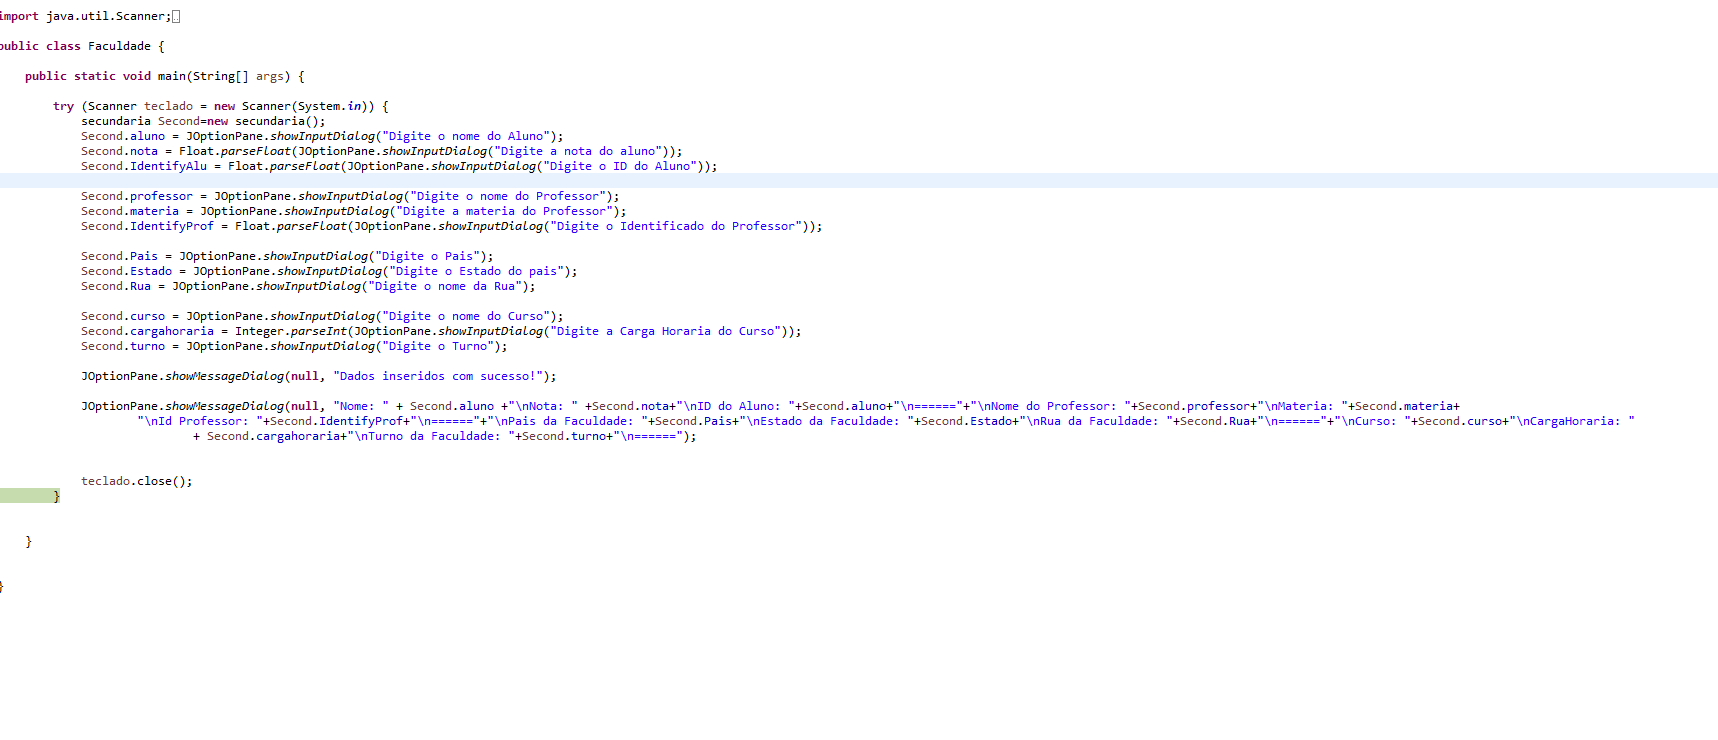 import java.util.Scanner;
public class Faculdade {
public static void main(String[] args) {
try (Scanner teclado = new Scanner(System.in)) {
secundaria Second=new secundaria();
Second.aluno = JOptionPane.showInputDialog("Digite o nome do Aluno");
Second.nota = Float.parseFloat(JOptionPane.showInputDialog("Digite a nota do aluno"));
Second.IdentifyAlu = Float.parseFloat(JOptionPane.showInputDialog("Digite o ID do Aluno"));
Second.professor = JOptionPane.showInputDialog("Digite o nome do Professor");
Second.materia = JOptionPane.showInputDialog("Digite a materia do Professor");
Second.IdentifyProf = Float.parseFloat(JOptionPane.showInputDialog("Digite o Identificado do Professor"));
Second.Pais = JOptionPane.showInputDialog("Digite o Pais");
Second.Estado = JOptionPane.showInputDialog("Digite o Estado do pais");
Second.Rua = JOptionPane.showInputDialog("Digite o nome da Rua");
Second.curso = JOptionPane.showInputDialog("Digite o nome do Curso");
Second.cargahoraria = Integer.parseInt(JOptionPane.showInputDialog("Digite a Carga Horaria do Curso"));
Second.turno = JOptionPane.showInputDialog("Digite o Turno");
JOptionPane.showMessageDialog(null, "Dados inseridos com sucesso!");
JOptionPane.showMessageDialog(null, "Nome: " + Second.aluno +"\nNota: " +Second.nota+"\nID do Aluno: "+Second.aluno+"\n======"+"\nNome do Professor: "+Second.professor+"\nMateria: "+Second.materia+
"\nId Professor: "+Second.IdentifyProf+"\n======"+"\nPais da Faculdade: "+Second.Pais+"\nEstado da Faculdade: "+Second.Estado+"\nRua da Faculdade: "+Second.Rua+"\n======"+"\nCurso: "+Second.curso+"\nCargaHoraria: "
+ Second.cargahoraria+"\nTurno da Faculdade: "+Second.turno+"\n======");
teclado.close();
}
}
}